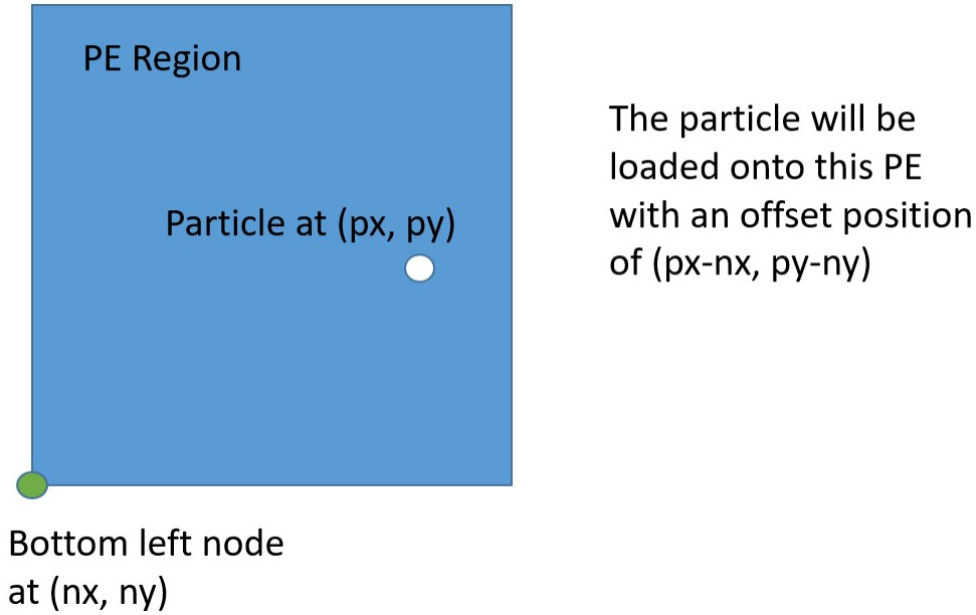 PE Region
Particle at (px, py)
The particle will be
loaded onto this PE
with an offset position
of (px-nx, py-ny)
Bottom left node
at (nx, ny)